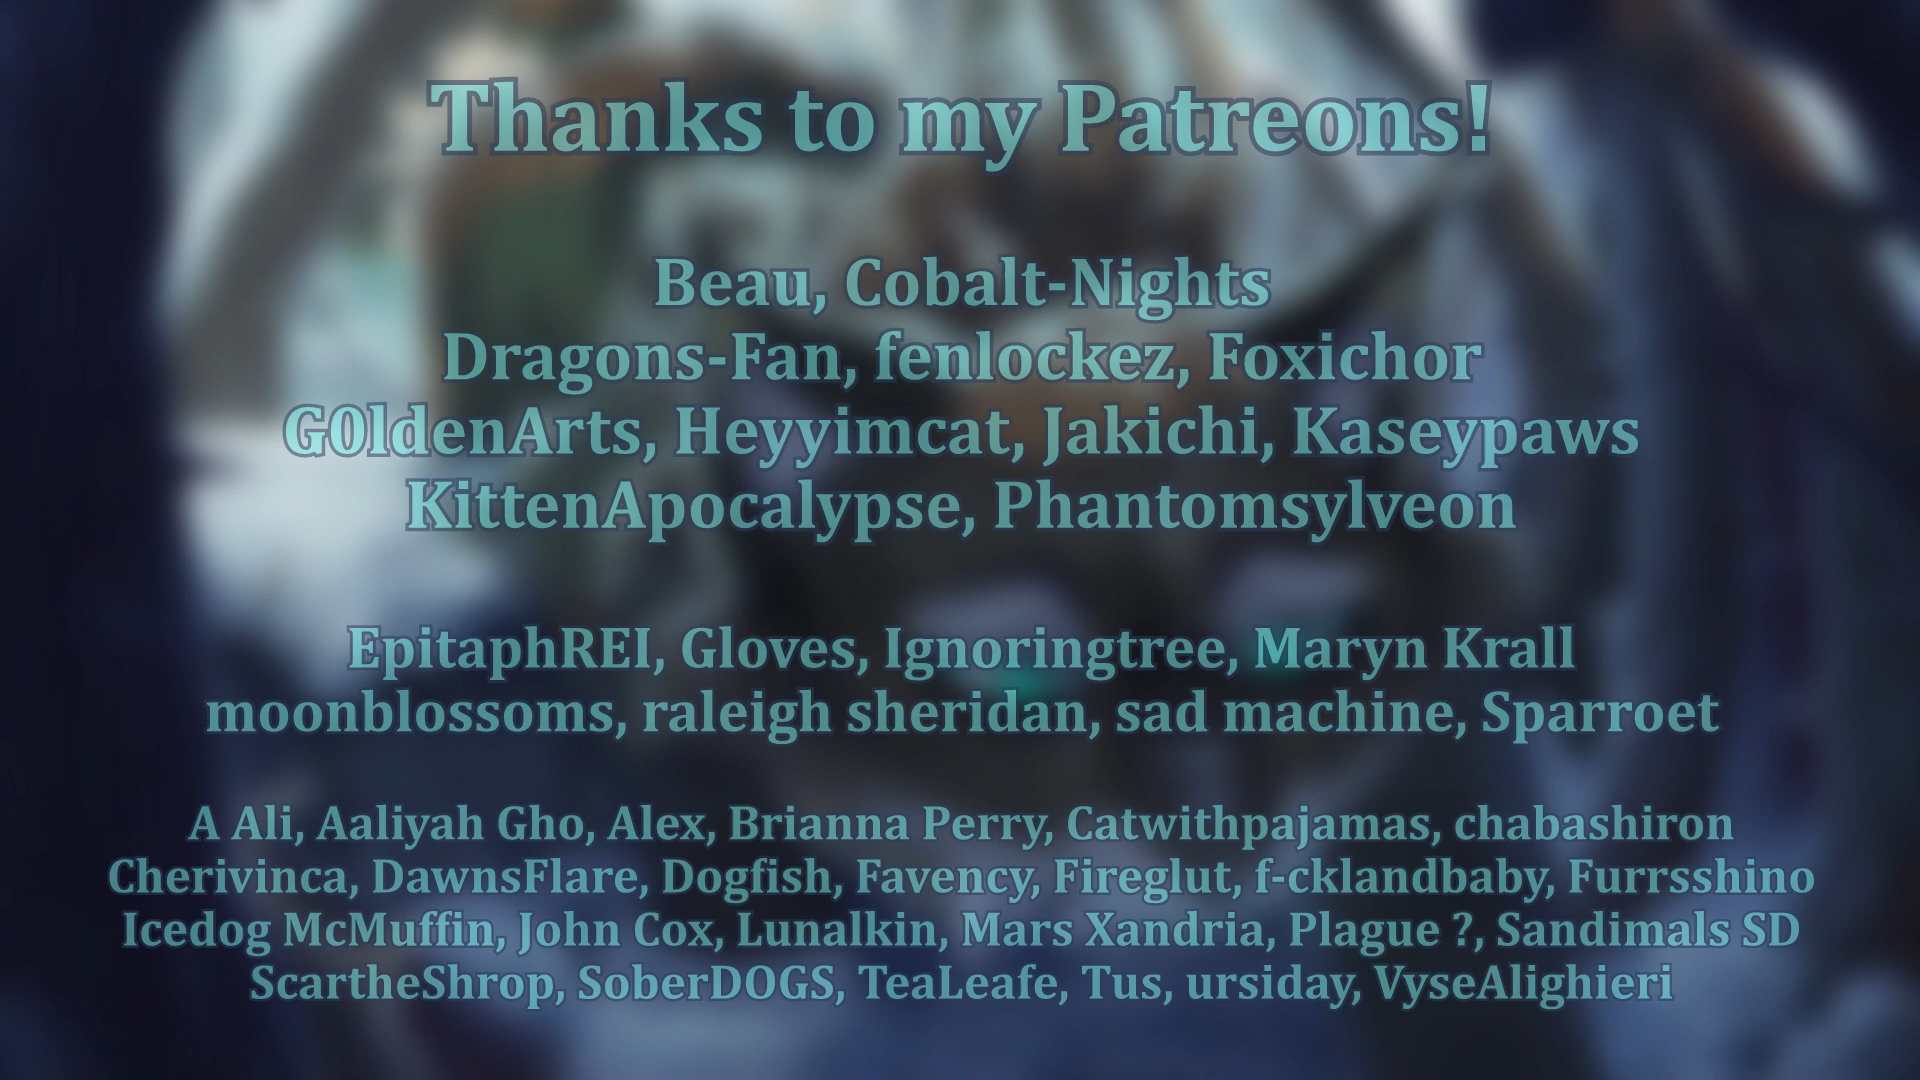 Thanks to my Patreons!
Beau, Cobalt-Nights
Dragons-Fan, fenlockez, Foxichor
G0ldenArts, Heyyimcat, Jakichi, Kaseypaws
KittenApocalypse, Phantomsylveon
EpitaphREI, Gloves, Ignoringtree, Maryn Krall
moonblossoms, raleigh sheridan, sad machine, Sparroet
A Ali, Aaliyah Gho, Alex, Brianna Perry, Catwithpajamas, chabashiron
Cherivinca, DawnsFlare, Dogfish, Favency, Fireglut, f-cklandbaby, Furrsshino
Icedog McMuffin, John Cox, Lunalkin, Mars Xandria, Plague ?, Sandimals SD
ScartheShrop, SoberDOGS, TeaLeafe, Tus, ursiday, VyseAlighieri